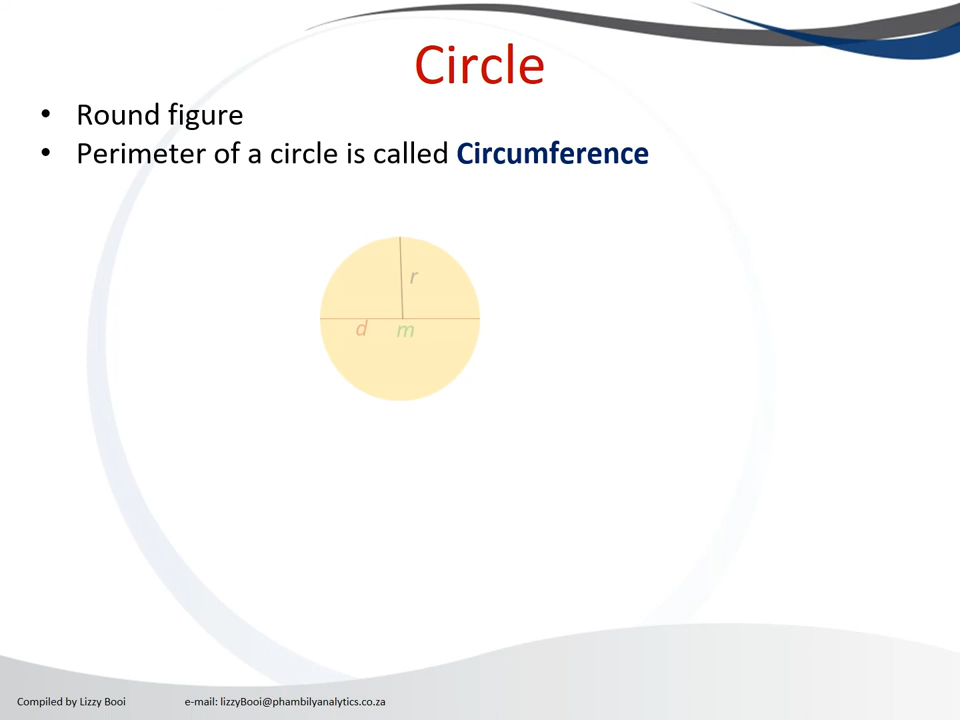 Circle
• Round figure
• Perimeter of a circle is called Circumference
r
d m
Compiled by Lizzy Booi e-mail: lizzyBooi@phambilyanalytics.co.za